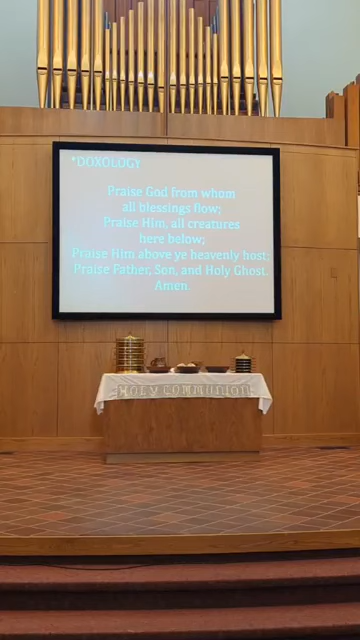 *DOXOLOGY
Praise God from whom
all blessings flow;
Praise Him, all creatures
here below;
Praise Him above ye heavenly host;
Praise Father, Son, and Holy Ghost.
Amen.
HOLY COMMUNION